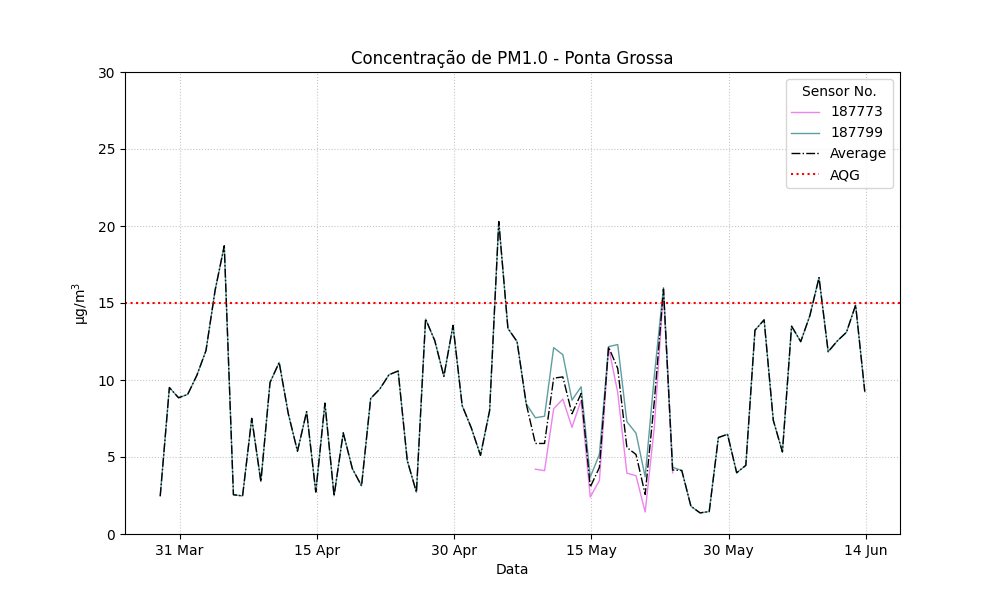 Concentração de PM1.0 - Ponta Grossa
30
25
20
15
10
5
0
µg/m³
Sensor No.
187773
187799
Average
AQG
31 Mar
15 Apr
30 Apr
15 May
30 May
14 Jun
Data